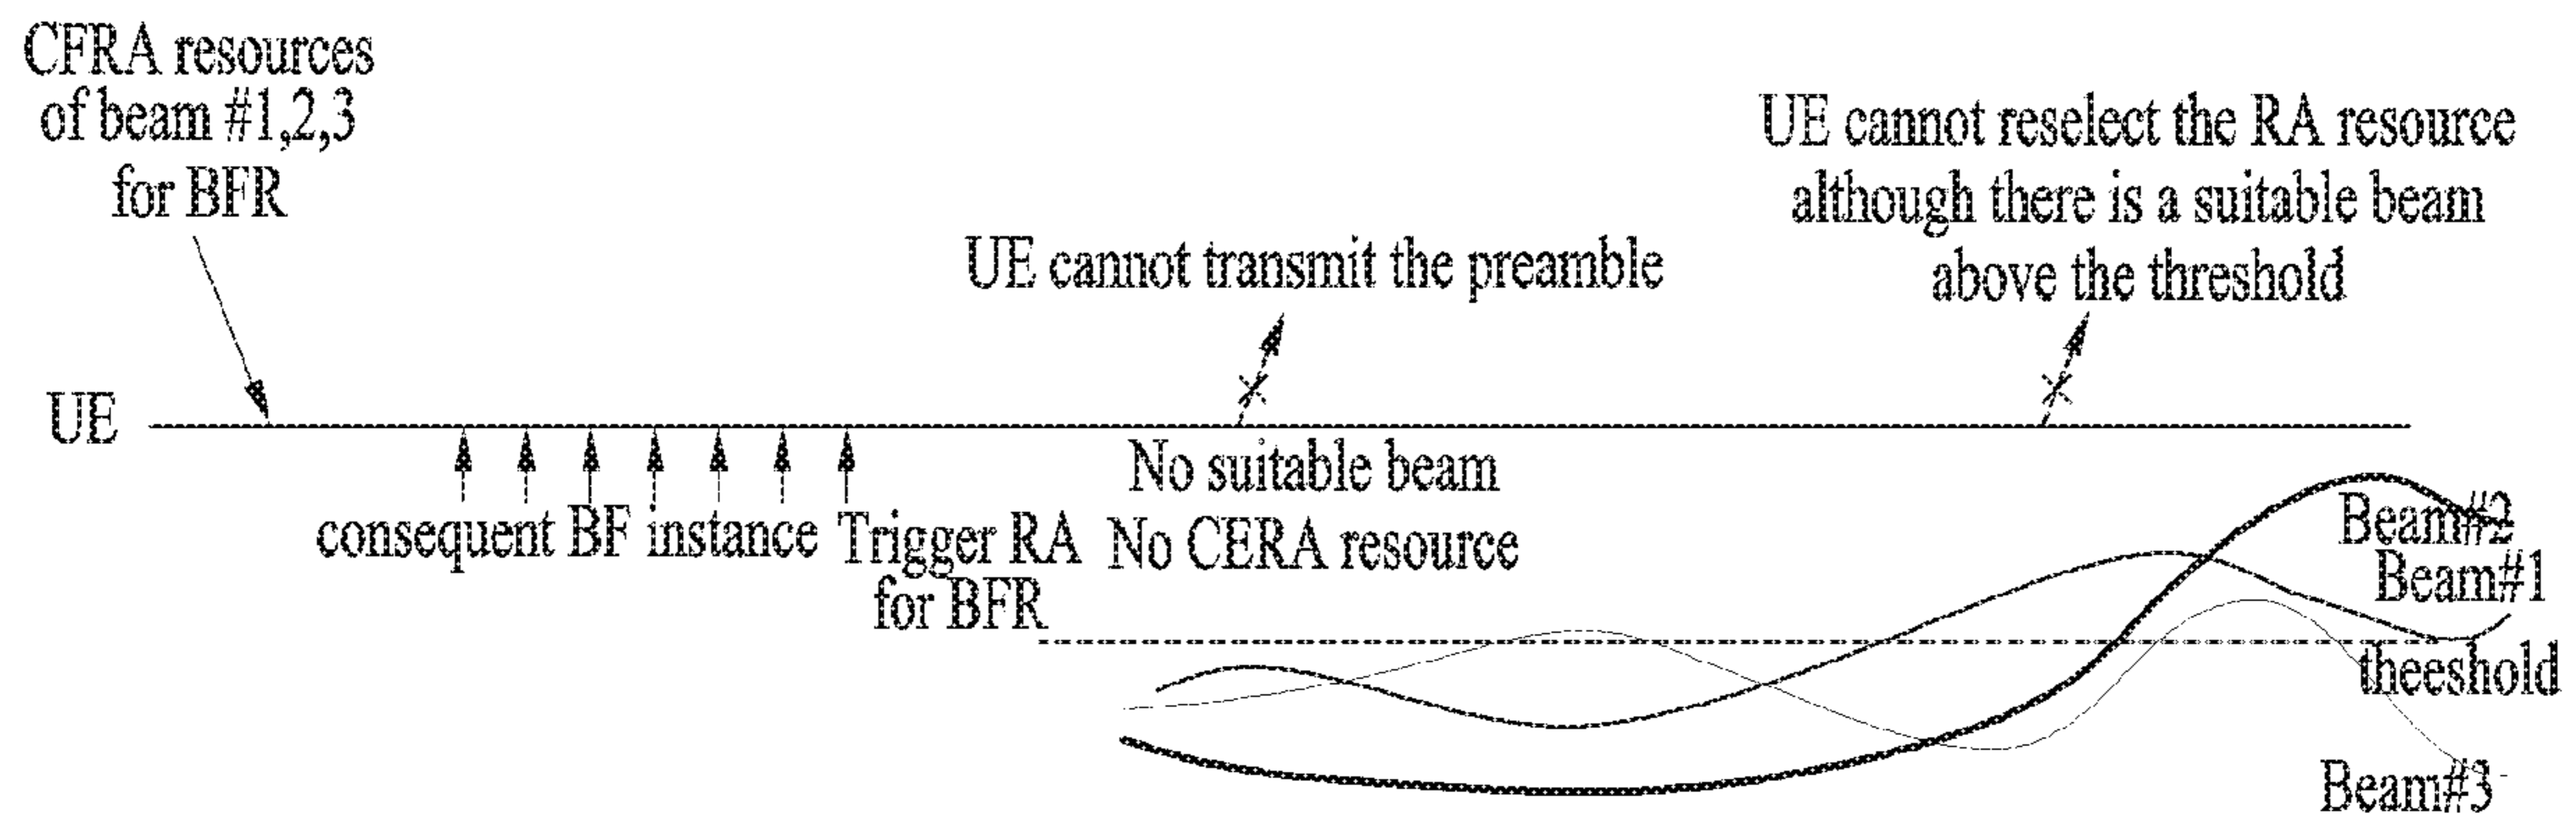 CFRA resources
of beam #1,2,3
for BFR
UE cannot transmit the preamble
UE cannot reselect the RA resource
although there is a suitable beam
above the threshold
UE
consequent BF instance
Trigger RA
for BFR
No suitable beam
No CERA resource
Beam#2
Beam#1
theeshold
Beam#3